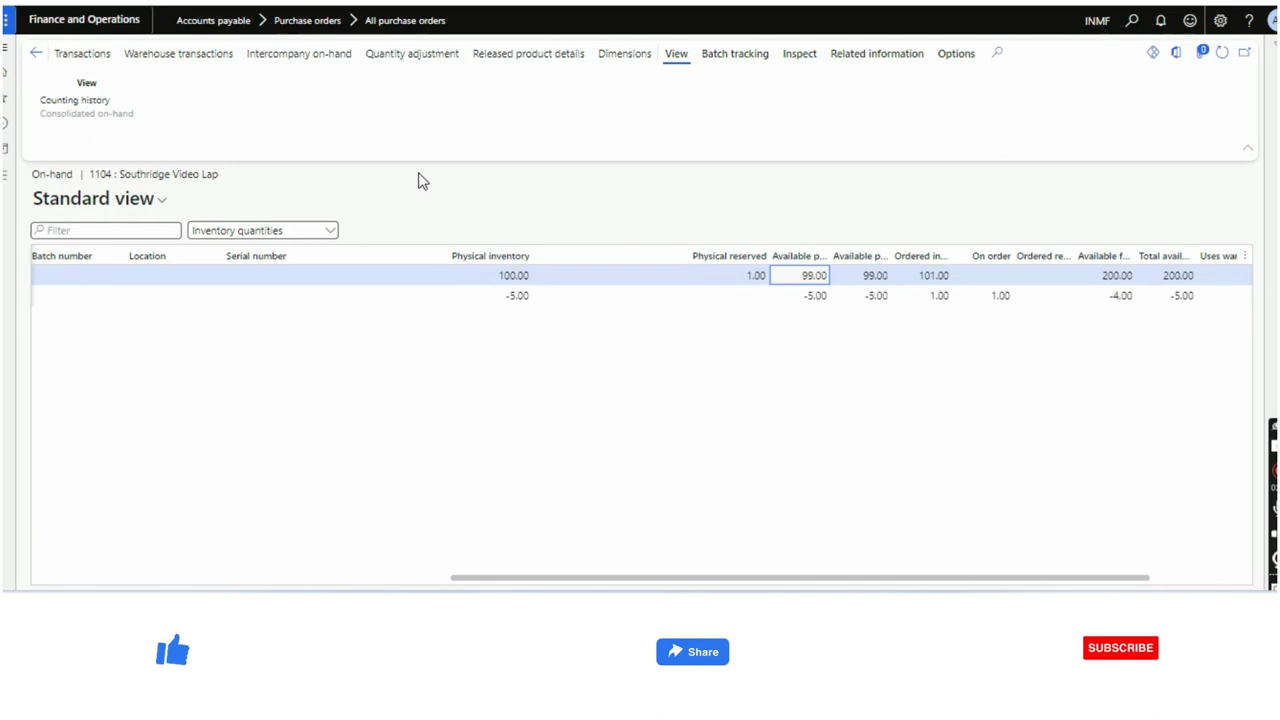 Finance and Operations Accounts payable Purchase orders All purchase orders INMF ?
Transactions Warehouse transactions Intercompany on-hand Quantity adjustment Released product details Dimensions View Batch tracking Inspect Related information Options 0
View
Counting history
Consolidated on-hand
On-hand | 1104 : Southridge Video Lap
Standard view
Filter Inventory quantities
Batch number Location Serial number Physical inventory Physical reserved Available p... Available p... Ordered in... On order Ordered re... Available f... Total avail... Uses war
100.00 1.00 99.00 99.00 101.00 200.00 200.00
-5.00 -5.00 -5.00 1.00 1.00 -4.00 -5.00
Share SUBSCRIBE